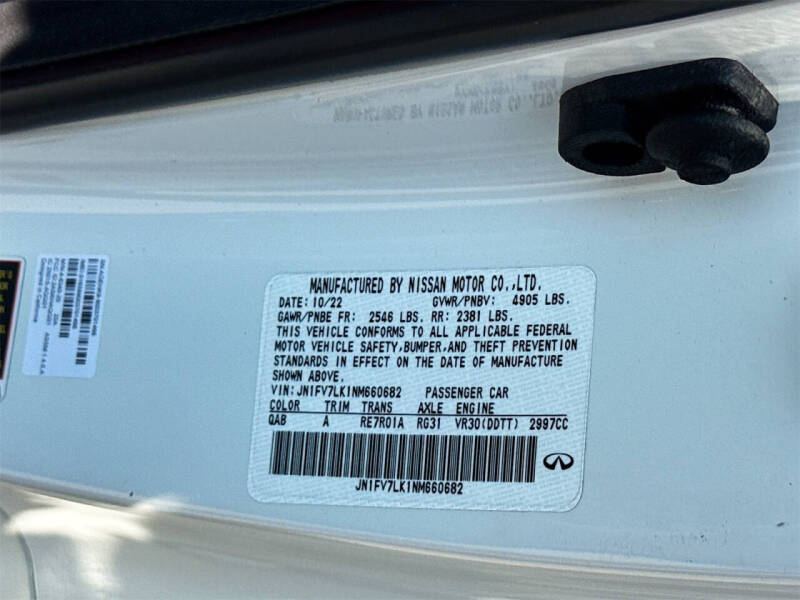 MANUFACTURED BY NISSAN MOTOR CO.,LTD.
DATE: 10/22 GVWR/PNBV: 4905 LBS.
GAWR/PNBE FR: 2546 LBS. RR: 2381 LBS.
THIS VEHICLE CONFORMS TO ALL APPLICABLE FEDERAL
MOTOR VEHICLE SAFETY,BUMPER,AND THEFT PREVENTION
STANDARDS IN EFFECT ON THE DATE OF MANUFACTURE
SHOWN ABOVE.
VIN:JN1FV7LK1NM660682 PASSENGER CAR
COLOR TRIM TRANS AXLE ENGINE
QAB A RE7R01A RG31 VR30(DDTT) 2997CC
JN1FV7LK1NM660682